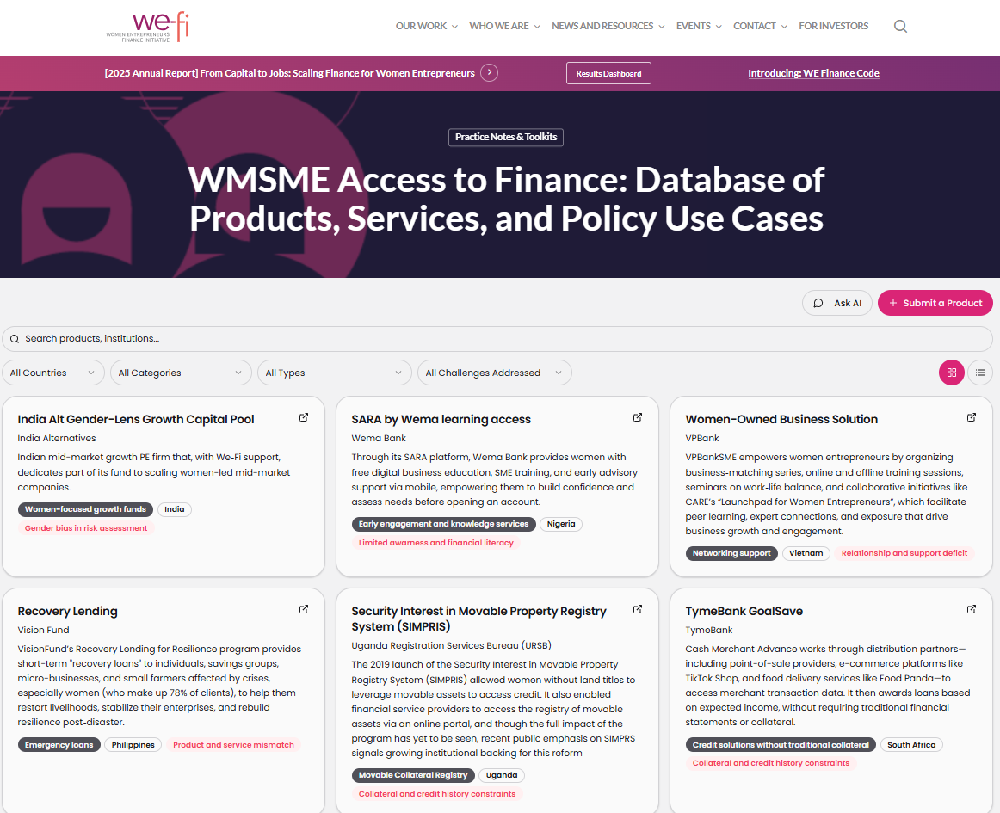 we-fi
WOMEN ENTREPRENEURS
FINANCE INITIATIVE
OUR WORK
WHO WE ARE
NEWS AND RESOURCES
EVENTS
CONTACT
FOR INVESTORS
[2025 Annual Report] From Capital to Jobs: Scaling Finance for Women Entrepreneurs
Results Dashboard
Introducing: WE Finance Code
Practice Notes & Toolkits
WMSME Access to Finance: Database of
Products, Services, and Policy Use Cases
Ask AI
+ Submit a Product
Search products, institutions...
All Countries
All Categories
All Types
All Challenges Addressed
India Alt Gender-Lens Growth Capital Pool
India Alternatives
Indian mid-market growth PE firm that, with We-Fi support,
dedicates part of its fund to scaling women-led mid-market
companies.
Women-focused growth funds
India
Gender bias in risk assessment
SARA by Wema learning access
Wema Bank
Through its SARA platform, Wema Bank provides women with
free digital business education, SME training, and early advisory
support via mobile, empowering them to build confidence and
assess needs before opening an account.
Early engagement and knowledge services
Nigeria
Limited awarness and financial literacy
Women-Owned Business Solution
VPBank
VPBankSME empowers women entrepreneurs by organizing
business-matching series, online and offline training sessions,
seminars on work-life balance, and collaborative initiatives like
CARE's "Launchpad for Women Entrepreneurs", which facilitate
peer learning, expert connections, and exposure that drive
business growth and engagement.
Networking support
Vietnam
Relationship and support deficit
Recovery Lending
Vision Fund
VisionFund's Recovery Lending for Resilience program provides
short-term "recovery loans" to individuals, savings groups,
micro-businesses, and small farmers affected by crises,
especially women (who make up 78% of clients), to help them
restart livelihoods, stabilize their enterprises, and rebuild
resilience post-disaster.
Emergency loans
Philippines
Product and service mismatch
Security Interest in Movable Property Registry
System (SIMPRIS)
Uganda Registration Services Bureau (URSB)
The 2019 launch of the Security Interest in Movable Property
Registry System (SIMPRIS) allowed women without land titles to
leverage movable assets to access credit. It also enabled
financial service providers to access the registry of movable
assets via an online portal, and though the full impact of the
program has yet to be seen, recent public emphasis on SIMPRS
signals growing institutional backing for this reform
Movable Collateral Registry
Uganda
Collateral and credit history constraints
TymeBank GoalSave
TymeBank
Cash Merchant Advance works through distribution partners—
including point-of-sale providers, e-commerce platforms like
TikTok Shop, and food delivery services like Food Panda—to
access merchant transaction data. It then awards loans based
on expected income, without requiring traditional financial
statements or collateral.
Credit solutions without traditional collateral
South Africa
Collateral and credit history constraints